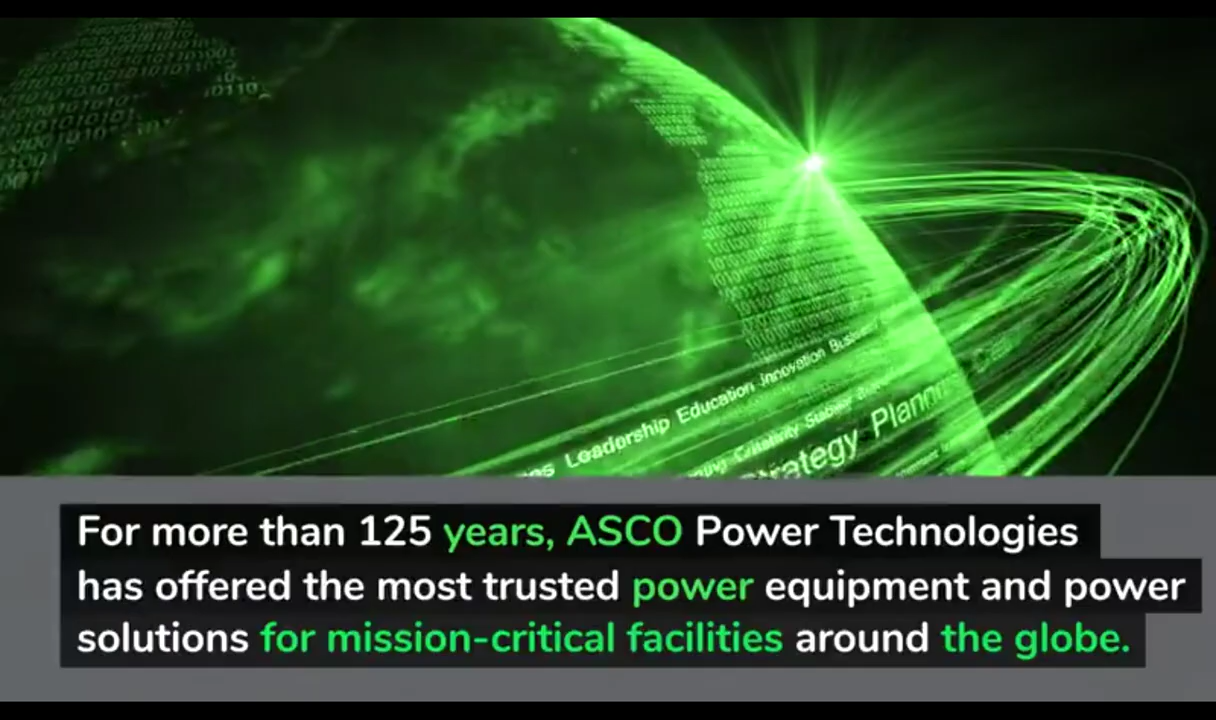 Leadership Education Innovation
Strategy Planning
For more than 125 years, ASCO Power Technologies
has offered the most trusted power equipment and power
solutions for mission-critical facilities around the globe.